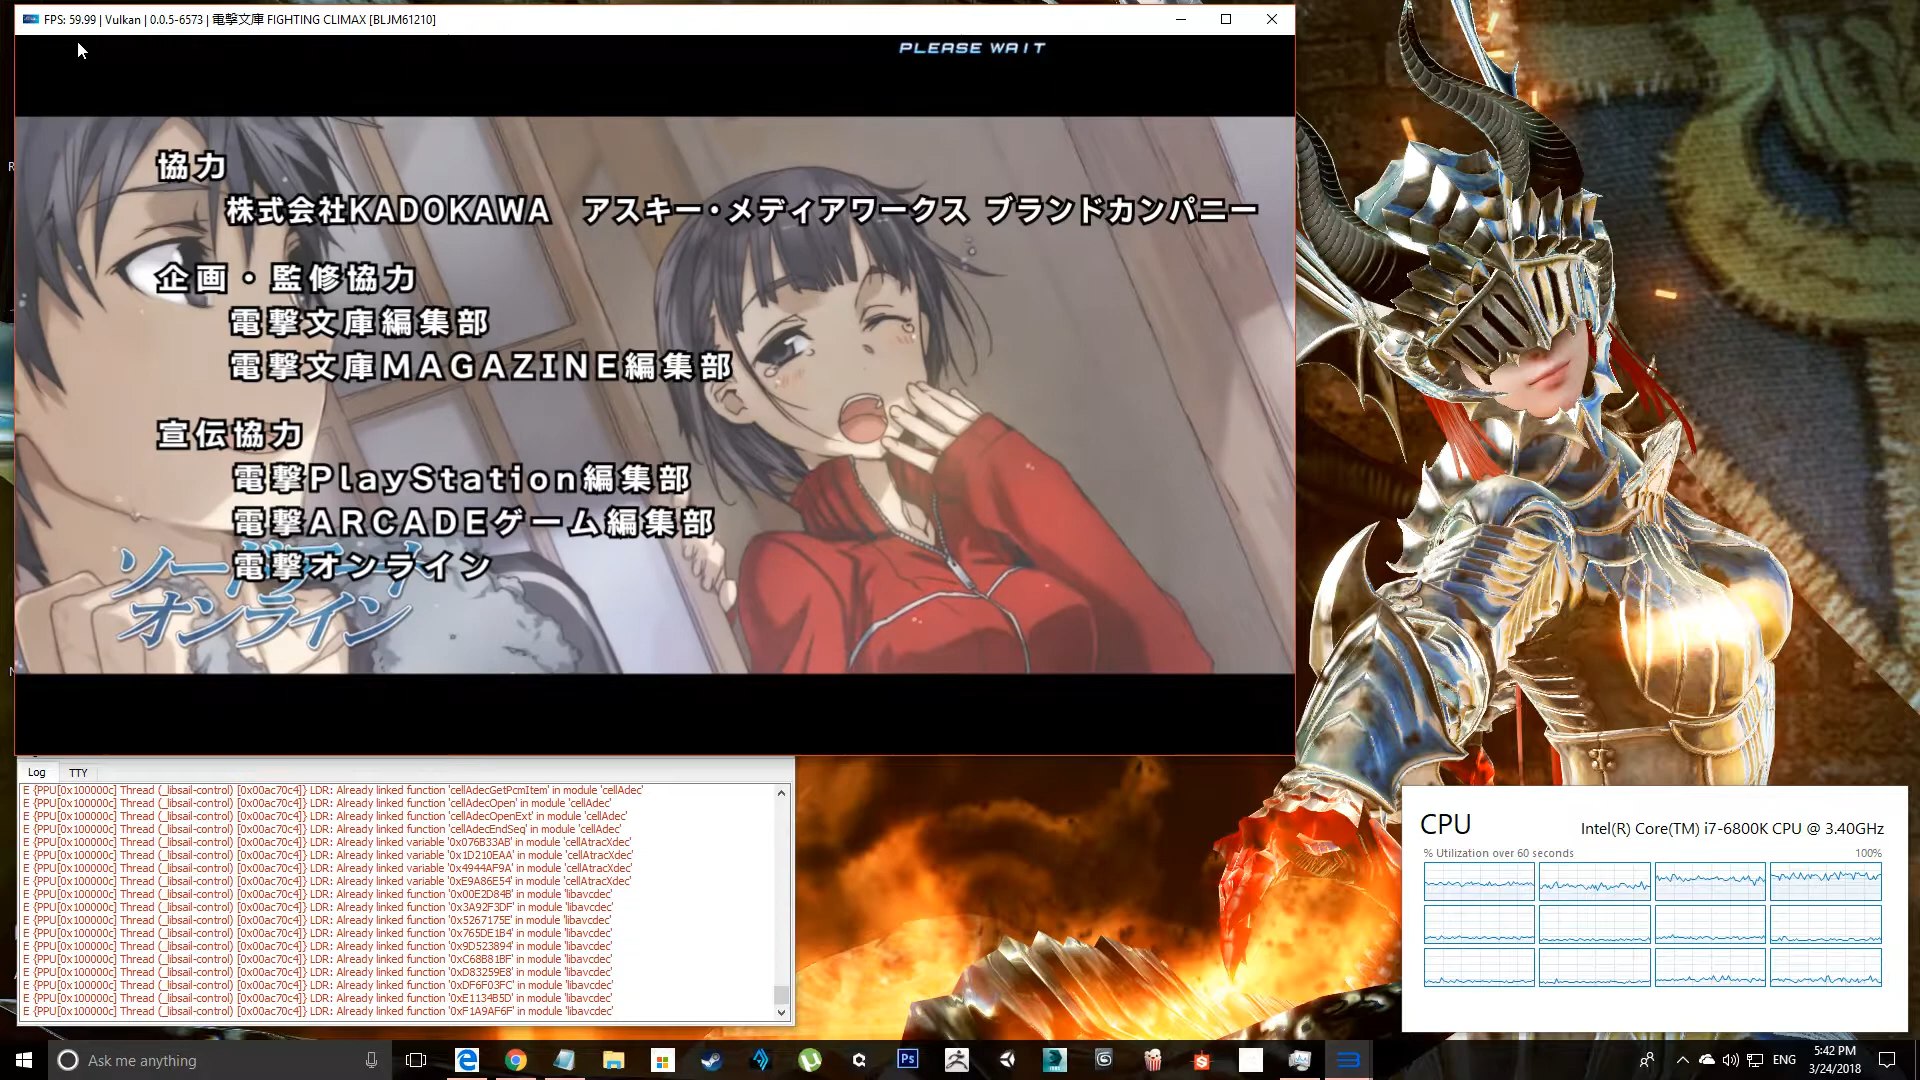 FPS: 59.99 | Vulkan | 0.0.5-6573 | 電撃文庫 FIGHTING CLIMAX [BLJM61210]
PLEASE WAIT
協力
株式会社KADOKAWA　アスキー・メディアワークス ブランドカンパニー
企画・監修協力
電撃文庫編集部
電撃文庫MAGAZINE編集部
宣伝協力
電撃PlayStation編集部
電撃ARCADEゲーム編集部
電撃オンライン
オンライン
Log TTY
E {PPU[0x100000c] Thread (_libsail-control) [0x00ac70c4]} LDR: Already linked function 'cellAdecGetPcmItem' in module 'cellAdec'
E {PPU[0x100000c] Thread (_libsail-control) [0x00ac70c4]} LDR: Already linked function 'cellAdecOpen' in module 'cellAdec'
E {PPU[0x100000c] Thread (_libsail-control) [0x00ac70c4]} LDR: Already linked function 'cellAdecOpenExt' in module 'cellAdec'
E {PPU[0x100000c] Thread (_libsail-control) [0x00ac70c4]} LDR: Already linked function 'cellAdecEndSeq' in module 'cellAdec'
E {PPU[0x100000c] Thread (_libsail-control) [0x00ac70c4]} LDR: Already linked variable '0x076B33AB' in module 'cellAtracXdec'
E {PPU[0x100000c] Thread (_libsail-control) [0x00ac70c4]} LDR: Already linked variable '0x1D210EAA' in module 'cellAtracXdec'
E {PPU[0x100000c] Thread (_libsail-control) [0x00ac70c4]} LDR: Already linked variable '0x4944AF9A' in module 'cellAtracXdec'
E {PPU[0x100000c] Thread (_libsail-control) [0x00ac70c4]} LDR: Already linked variable '0xE9A86E54' in module 'cellAtracXdec'
E {PPU[0x100000c] Thread (_libsail-control) [0x00ac70c4]} LDR: Already linked function '0x00E2D84B' in module 'libavcdec'
E {PPU[0x100000c] Thread (_libsail-control) [0x00ac70c4]} LDR: Already linked function '0x3A92F3DF' in module 'libavcdec'
E {PPU[0x100000c] Thread (_libsail-control) [0x00ac70c4]} LDR: Already linked function '0x5267175E' in module 'libavcdec'
E {PPU[0x100000c] Thread (_libsail-control) [0x00ac70c4]} LDR: Already linked function '0x765DE1B4' in module 'libavcdec'
E {PPU[0x100000c] Thread (_libsail-control) [0x00ac70c4]} LDR: Already linked function '0x9D523894' in module 'libavcdec'
E {PPU[0x100000c] Thread (_libsail-control) [0x00ac70c4]} LDR: Already linked function '0xC68B81BF' in module 'libavcdec'
E {PPU[0x100000c] Thread (_libsail-control) [0x00ac70c4]} LDR: Already linked function '0xD83259E8' in module 'libavcdec'
E {PPU[0x100000c] Thread (_libsail-control) [0x00ac70c4]} LDR: Already linked function '0xDF6F03FC' in module 'libavcdec'
E {PPU[0x100000c] Thread (_libsail-control) [0x00ac70c4]} LDR: Already linked function '0xE1134B5D' in module 'libavcdec'
E {PPU[0x100000c] Thread (_libsail-control) [0x00ac70c4]} LDR: Already linked function '0xF1A9AF6F' in module 'libavcdec'
CPU Intel(R) Core(TM) i7-6800K CPU @ 3.40GHz
% Utilization over 60 seconds 100%
Ask me anything
Ps
ENG
5:42 PM
3/24/2018